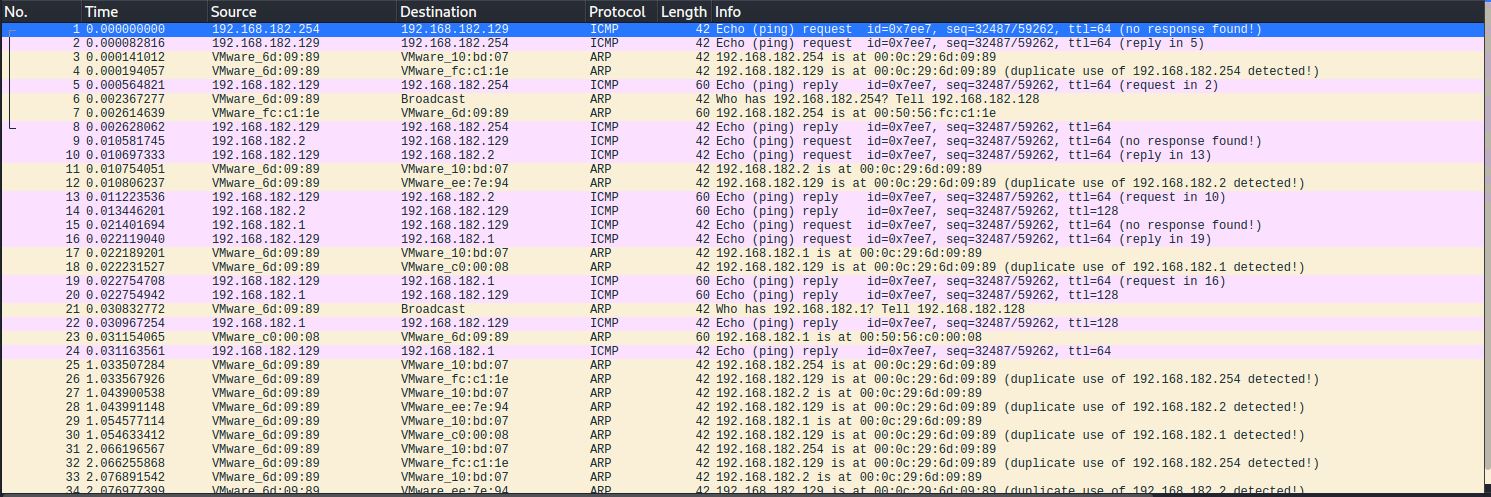 No. Time Source Destination Protocol Length Info
1 0.000000000 192.168.182.254 192.168.182.129 ICMP 42 Echo (ping) request id=0x7ee7, seq=32487/59262, ttl=64 (no response found!)
2 0.000082816 192.168.182.129 192.168.182.254 ICMP 42 Echo (ping) request id=0x7ee7, seq=32487/59262, ttl=64 (reply in 5)
3 0.000141012 VMware_6d:09:89 VMware_10:bd:07 ARP 42 192.168.182.254 is at 00:0c:29:6d:09:89
4 0.000194057 VMware_6d:09:89 VMware_fc:c1:1e ARP 42 192.168.182.129 is at 00:0c:29:6d:09:89 (duplicate use of 192.168.182.254 detected!)
5 0.000564821 192.168.182.129 192.168.182.254 ICMP 60 Echo (ping) reply id=0x7ee7, seq=32487/59262, ttl=64 (request in 2)
6 0.002367277 VMware_6d:09:89 Broadcast ARP 42 Who has 192.168.182.254? Tell 192.168.182.128
7 0.002614639 VMware_fc:c1:1e VMware_6d:09:89 ARP 60 192.168.182.254 is at 00:50:56:fc:c1:1e
8 0.002628062 192.168.182.129 192.168.182.254 ICMP 42 Echo (ping) reply id=0x7ee7, seq=32487/59262, ttl=64
9 0.010581745 192.168.182.2 192.168.182.129 ICMP 42 Echo (ping) request id=0x7ee7, seq=32487/59262, ttl=64 (no response found!)
10 0.010697333 192.168.182.129 192.168.182.2 ICMP 42 Echo (ping) request id=0x7ee7, seq=32487/59262, ttl=64 (reply in 13)
11 0.010754051 VMware_6d:09:89 VMware_10:bd:07 ARP 42 192.168.182.2 is at 00:0c:29:6d:09:89
12 0.010806237 VMware_6d:09:89 VMware_ee:7e:94 ARP 42 192.168.182.129 is at 00:0c:29:6d:09:89 (duplicate use of 192.168.182.2 detected!)
13 0.011223536 192.168.182.129 192.168.182.2 ICMP 60 Echo (ping) reply id=0x7ee7, seq=32487/59262, ttl=64 (request in 10)
14 0.013446201 192.168.182.2 192.168.182.129 ICMP 60 Echo (ping) reply id=0x7ee7, seq=32487/59262, ttl=128
15 0.021401694 192.168.182.1 192.168.182.129 ICMP 42 Echo (ping) request id=0x7ee7, seq=32487/59262, ttl=64 (no response found!)
16 0.022119040 192.168.182.129 192.168.182.1 ICMP 42 Echo (ping) request id=0x7ee7, seq=32487/59262, ttl=64 (reply in 19)
17 0.022189201 VMware_6d:09:89 VMware_10:bd:07 ARP 42 192.168.182.1 is at 00:0c:29:6d:09:89
18 0.022231527 VMware_6d:09:89 VMware_c0:00:08 ARP 42 192.168.182.129 is at 00:0c:29:6d:09:89 (duplicate use of 192.168.182.1 detected!)
19 0.022754708 192.168.182.129 192.168.182.1 ICMP 60 Echo (ping) reply id=0x7ee7, seq=32487/59262, ttl=64 (request in 16)
20 0.022754942 192.168.182.1 192.168.182.129 ICMP 60 Echo (ping) reply id=0x7ee7, seq=32487/59262, ttl=128
21 0.030832772 VMware_6d:09:89 Broadcast ARP 42 Who has 192.168.182.1? Tell 192.168.182.128
22 0.030967254 192.168.182.1 192.168.182.129 ICMP 42 Echo (ping) reply id=0x7ee7, seq=32487/59262, ttl=128
23 0.031154065 VMware_c0:00:08 VMware_6d:09:89 ARP 60 192.168.182.1 is at 00:50:56:c0:00:08
24 0.031163561 192.168.182.129 192.168.182.1 ICMP 42 Echo (ping) reply id=0x7ee7, seq=32487/59262, ttl=64
25 1.033507284 VMware_6d:09:89 VMware_10:bd:07 ARP 42 192.168.182.254 is at 00:0c:29:6d:09:89
26 1.033567926 VMware_6d:09:89 VMware_fc:c1:1e ARP 42 192.168.182.129 is at 00:0c:29:6d:09:89 (duplicate use of 192.168.182.254 detected!)
27 1.043900538 VMware_6d:09:89 VMware_10:bd:07 ARP 42 192.168.182.2 is at 00:0c:29:6d:09:89
28 1.043991148 VMware_6d:09:89 VMware_ee:7e:94 ARP 42 192.168.182.129 is at 00:0c:29:6d:09:89 (duplicate use of 192.168.182.2 detected!)
29 1.054577114 VMware_6d:09:89 VMware_10:bd:07 ARP 42 192.168.182.1 is at 00:0c:29:6d:09:89
30 1.054633412 VMware_6d:09:89 VMware_c0:00:08 ARP 42 192.168.182.129 is at 00:0c:29:6d:09:89 (duplicate use of 192.168.182.1 detected!)
31 2.066196567 VMware_6d:09:89 VMware_10:bd:07 ARP 42 192.168.182.254 is at 00:0c:29:6d:09:89
32 2.066255868 VMware_6d:09:89 VMware_fc:c1:1e ARP 42 192.168.182.129 is at 00:0c:29:6d:09:89 (duplicate use of 192.168.182.254 detected!)
33 2.076891542 VMware_6d:09:89 VMware_10:bd:07 ARP 42 192.168.182.2 is at 00:0c:29:6d:09:89
34 2.076977399 VMware_6d:09:89 VMware_ee:7e:94 ARP 42 192.168.182.129 is at 00:0c:29:6d:09:89 (duplicate use of 192.168.182.2 detected!)